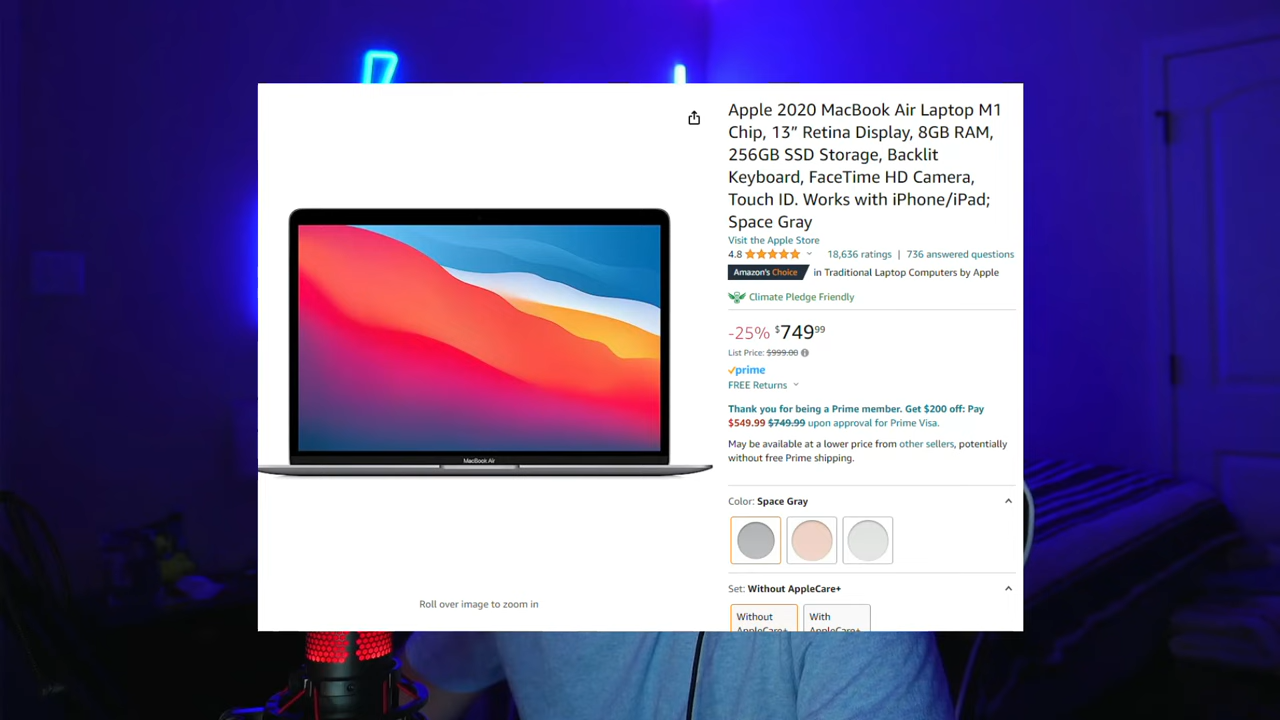 Apple 2020 MacBook Air Laptop M1
Chip, 13” Retina Display, 8GB RAM,
256GB SSD Storage, Backlit
Keyboard, FaceTime HD Camera,
Touch ID. Works with iPhone/iPad;
Space Gray
Visit the Apple Store
4.8 18,636 ratings | 736 answered questions
Amazon's Choice in Traditional Laptop Computers by Apple
Climate Pledge Friendly
-25% $74999
List Price: $999.00
prime
FREE Returns
Thank you for being a Prime member. Get $200 off: Pay
$549.99 $749.99 upon approval for Prime Visa.
May be available at a lower price from other sellers, potentially
without free Prime shipping.
Color: Space Gray
Set: Without AppleCare+
Without With
AppleCare+ AppleCare+
MacBook Air
Roll over image to zoom in